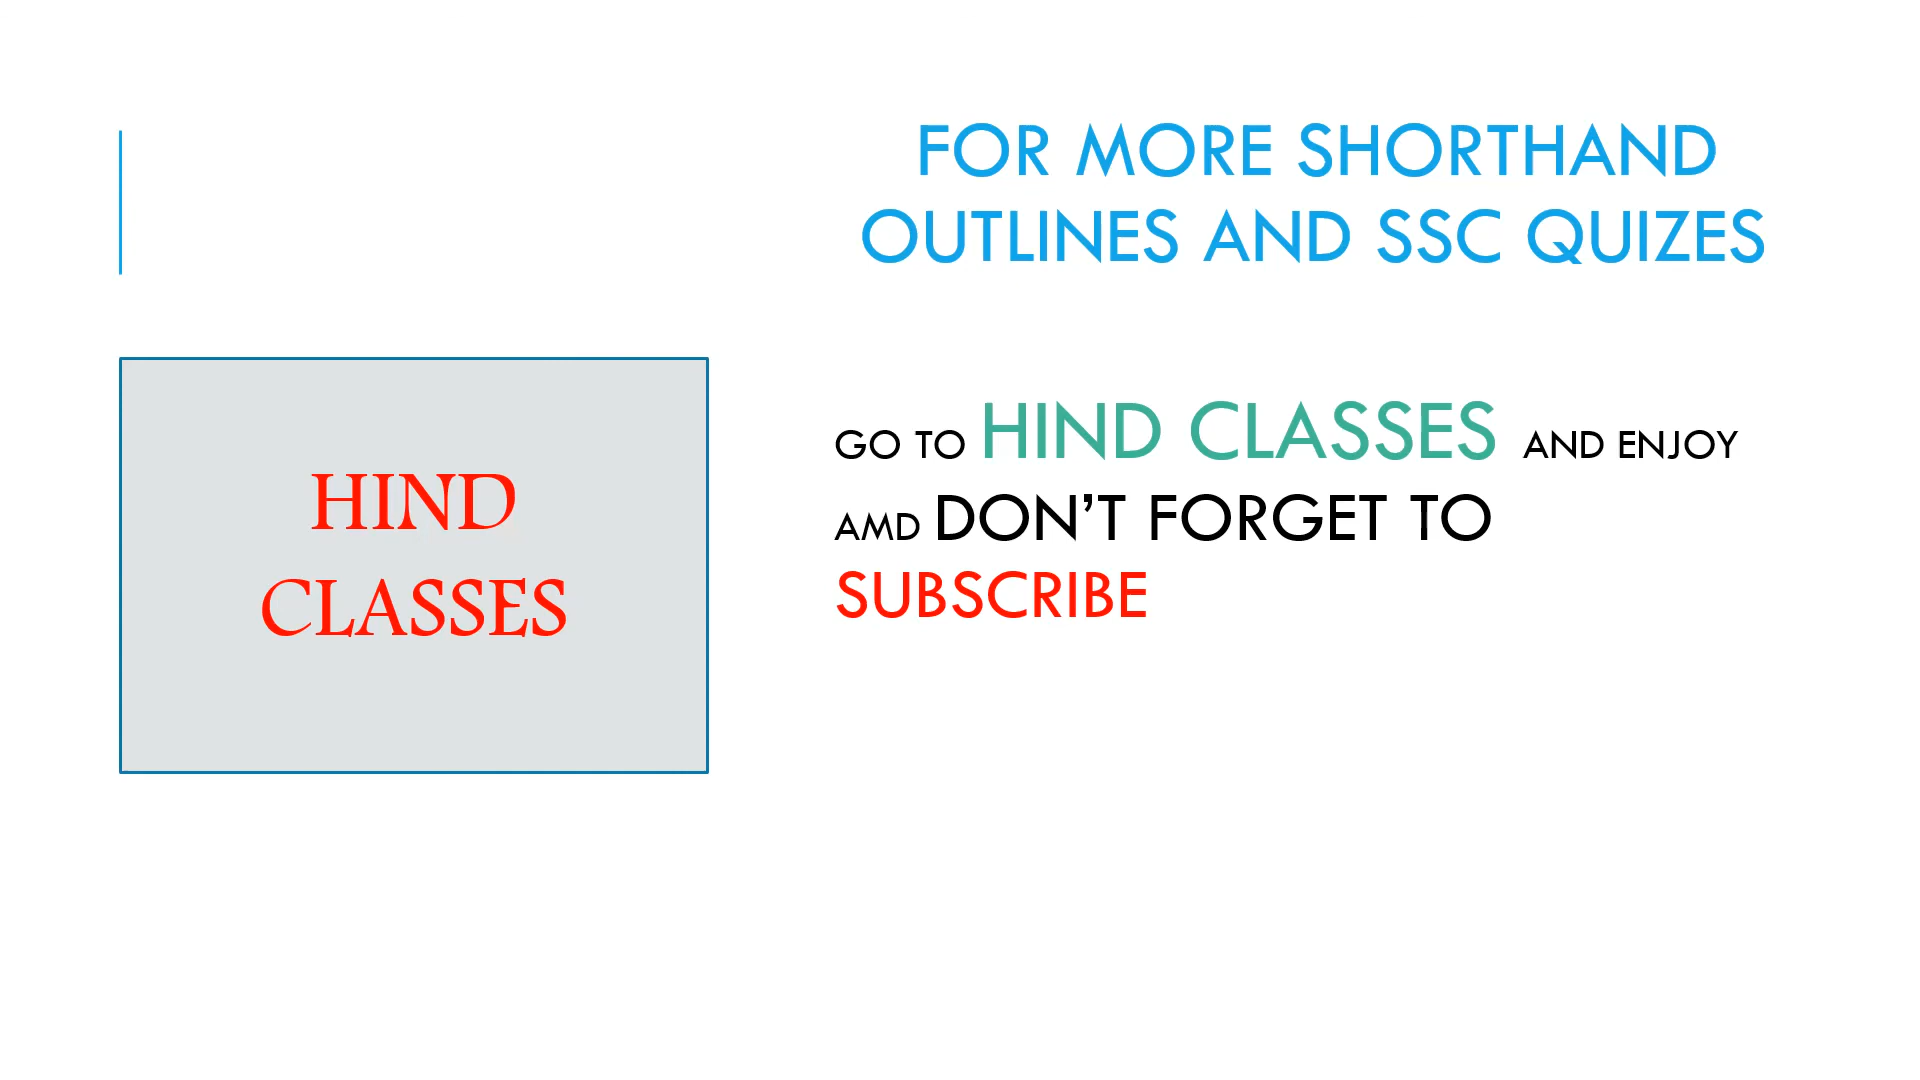 FOR MORE SHORTHAND
OUTLINES AND SSC QUIZES
HIND
CLASSES
GO TO HIND CLASSES AND ENJOY
AMD DON’T FORGET TO
SUBSCRIBE